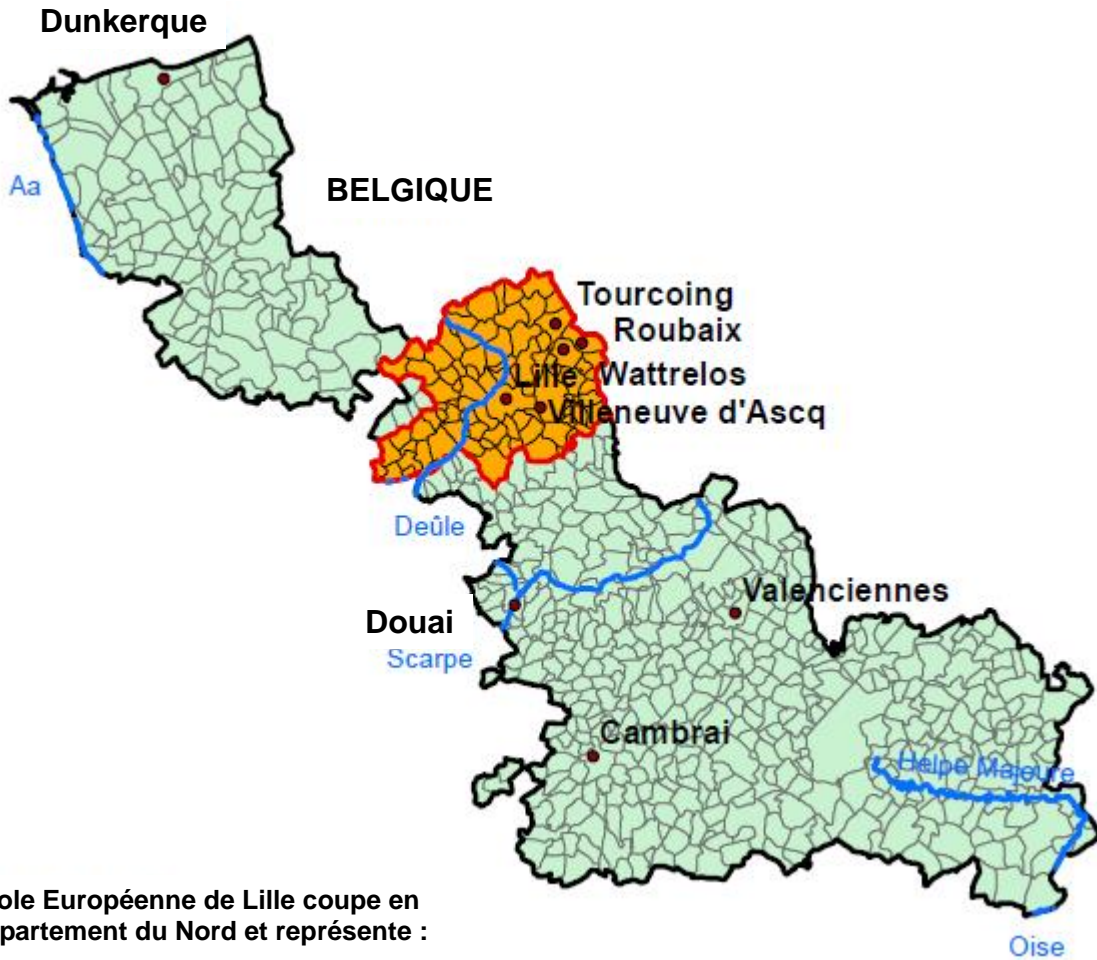 Dunkerque
Aa
BELGIQUE
Tourcoing
Roubaix
Lille Wattrelos
Villeneuve d'Ascq
Deûle
Valenciennes
Douai
Scarpe
Cambrai
Helpe Majeure
ole Européenne de Lille coupe en
partement du Nord et représente :
Oise